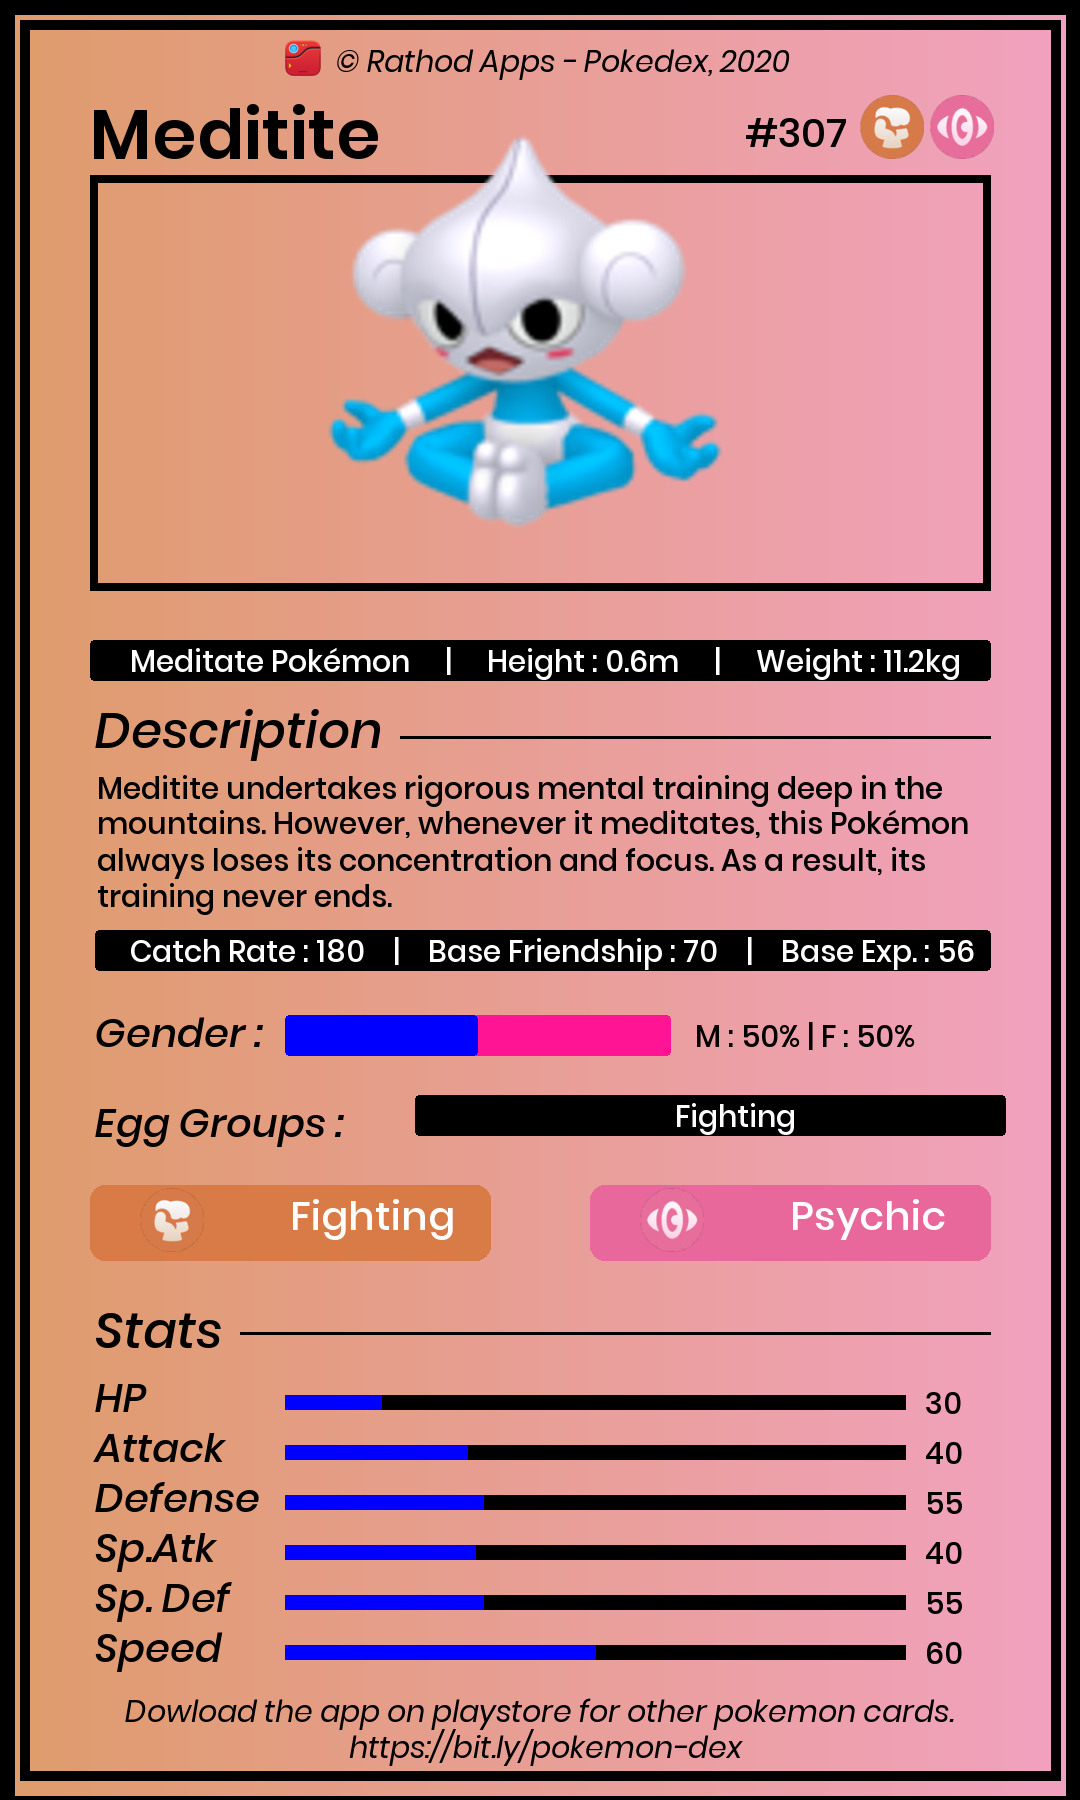 © Rathod Apps - Pokedex, 2020
Meditite #307
Meditate Pokémon | Height : 0.6m | Weight : 11.2kg
Description
Meditite undertakes rigorous mental training deep in the
mountains. However, whenever it meditates, this Pokémon
always loses its concentration and focus. As a result, its
training never ends.
Catch Rate : 180 | Base Friendship : 70 | Base Exp. : 56
Gender : M : 50% | F : 50%
Egg Groups : Fighting
Fighting Psychic
Stats
HP 30
Attack 40
Defense 55
Sp.Atk 40
Sp. Def 55
Speed 60
Dowload the app on playstore for other pokemon cards.
https://bit.ly/pokemon-dex